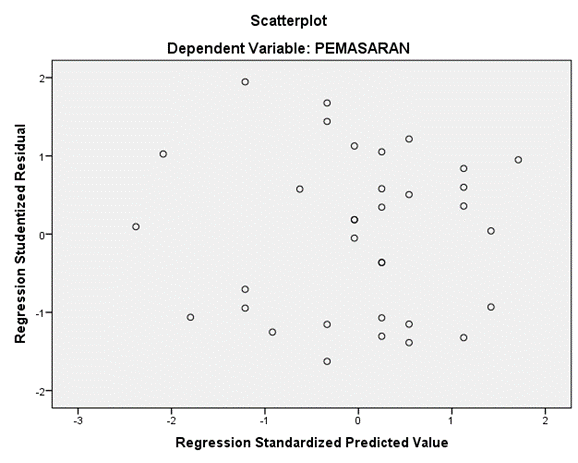 Scatterplot
Dependent Variable: PEMASARAN
Regression Studentized Residual
2
1
0
-1
-2
-3 -2 -1 0 1 2
Regression Standardized Predicted Value